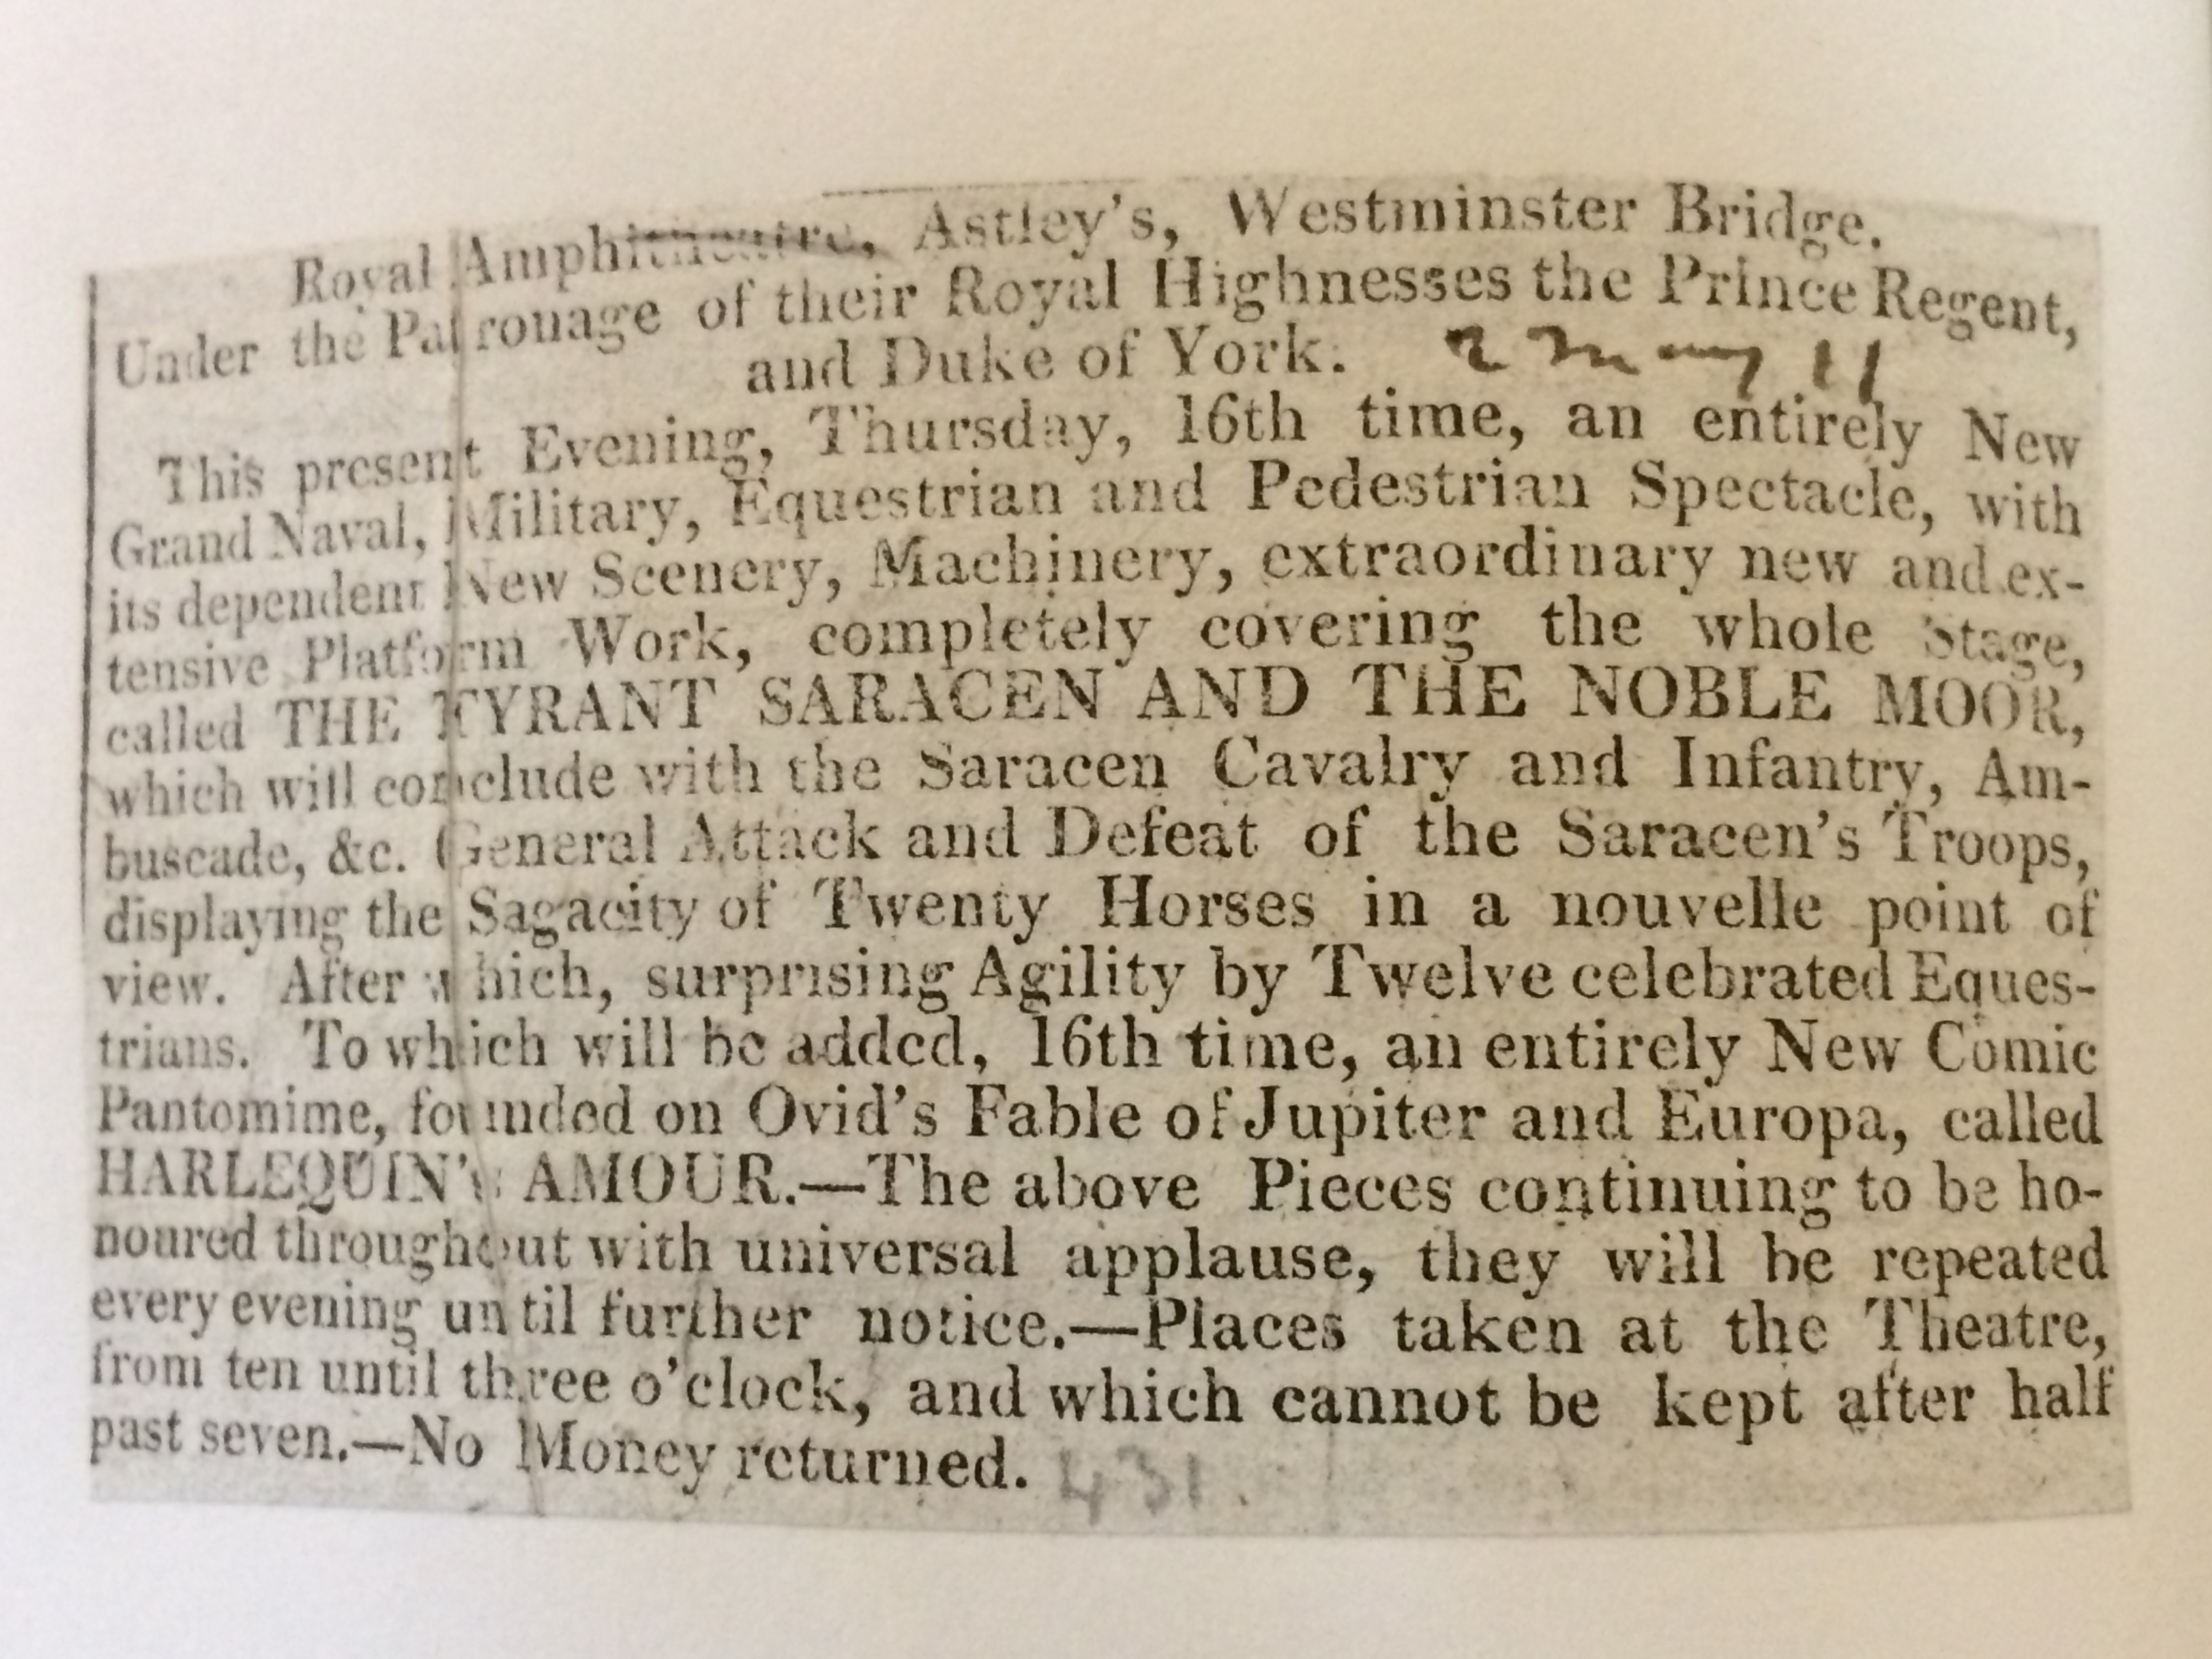 Royal Amphitheatre, Astley's, Westminster Bridge.
Under the Patronage of their Royal Highnesses the Prince Regent,
and Duke of York. 2 May 11
This present Evening, Thursday, 16th time, an entirely New
Grand Naval, Military, Equestrian and Pedestrian Spectacle, with
its dependent New Scenery, Machinery, extraordinary new and ex-
tensive Platform Work, completely covering the whole Stage,
called THE TYRANT SARACEN AND THE NOBLE MOOR,
which will conclude with the Saracen Cavalry and Infantry, Am-
buscade, &c. General Attack and Defeat of the Saracen's Troops,
displaying the Sagacity of Twenty Horses in a nouvelle point of
view. After which, surprising Agility by Twelve celebrated Eques-
trians. To which will be added, 16th time, an entirely New Comic
Pantomime, founded on Ovid's Fable of Jupiter and Europa, called
HARLEQUIN's AMOUR.—The above Pieces continuing to be ho-
noured throughout with universal applause, they will be repeated
every evening until further notice.—Places taken at the Theatre,
from ten until three o'clock, and which cannot be kept after half
past seven.—No Money returned. 431.